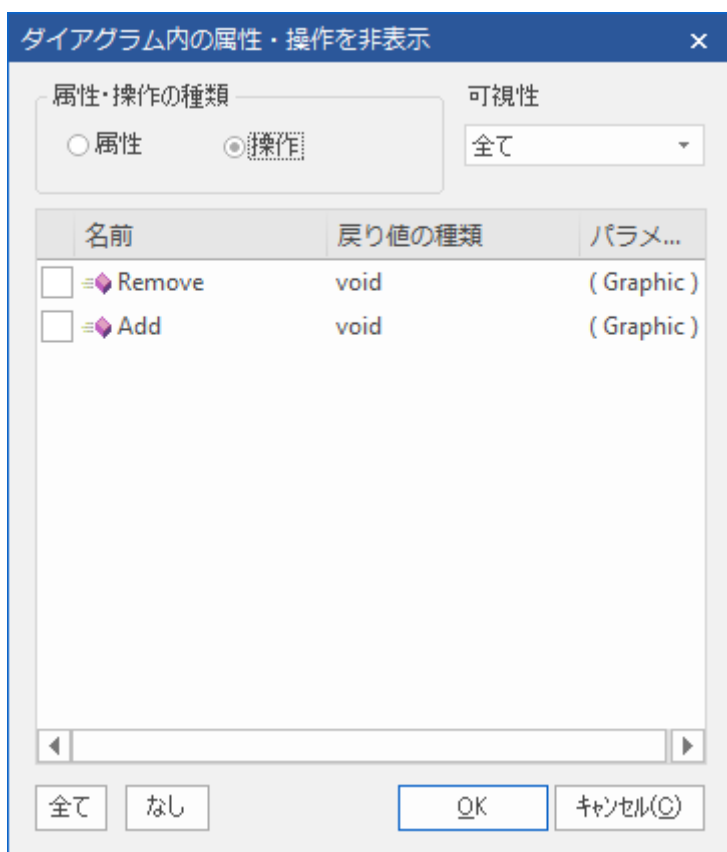 ダイアグラム内の属性・操作を非表示
属性・操作の種類
可視性
属性
操作
全て
名前 戻り値の種類 パラメ...
Remove void ( Graphic )
Add void ( Graphic )
全て なし OK キャンセル(C)